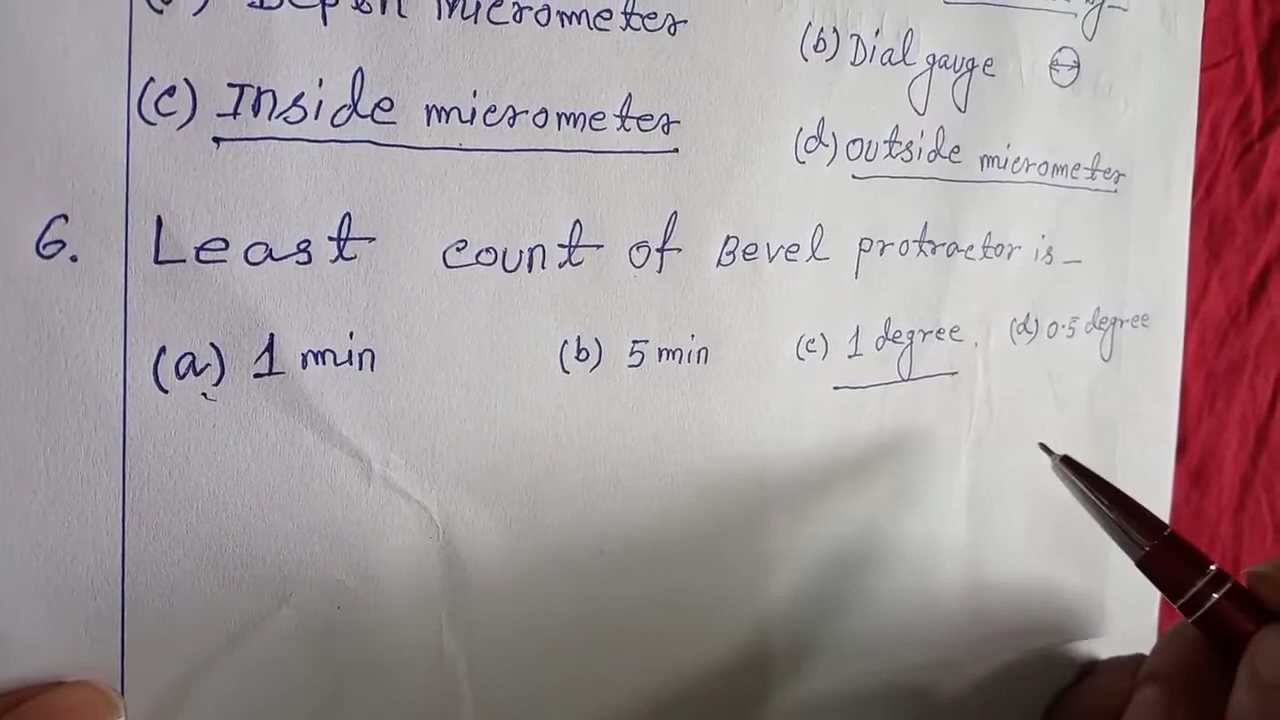 Depth micrometer
(b) Dial gauge
(c) Inside micrometer
(d) outside micrometer
6. Least count of Bevel protractor is -
(a) 1 min (b) 5 min (c) 1 degree. (d) 0.5 degree